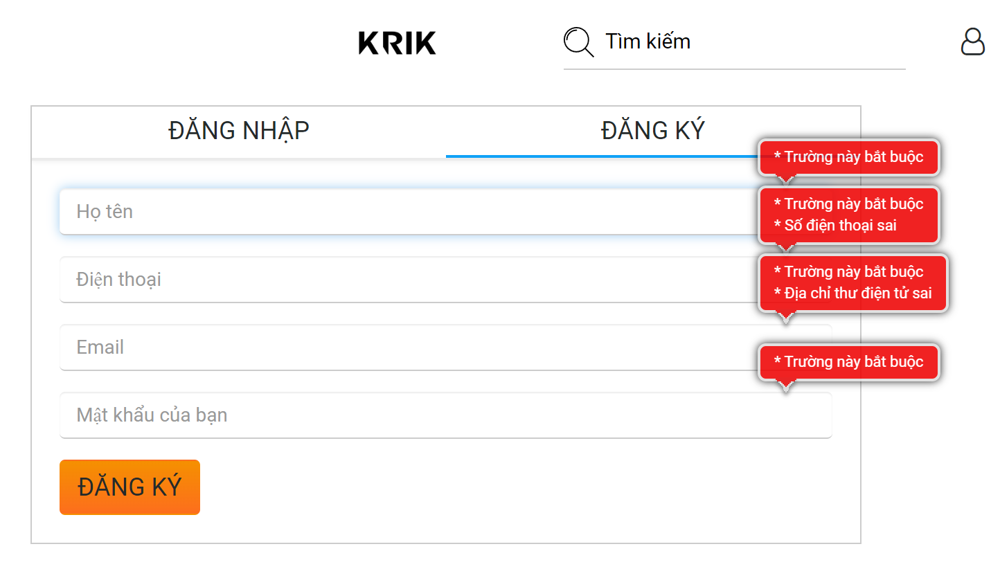 KRIK
Tìm kiếm
ĐĂNG NHẬP
ĐĂNG KÝ
* Trường này bắt buộc
Họ tên
* Trường này bắt buộc
* Số điện thoại sai
Điện thoại
* Trường này bắt buộc
* Địa chỉ thư điện tử sai
Email
* Trường này bắt buộc
Mật khẩu của bạn
ĐĂNG KÝ